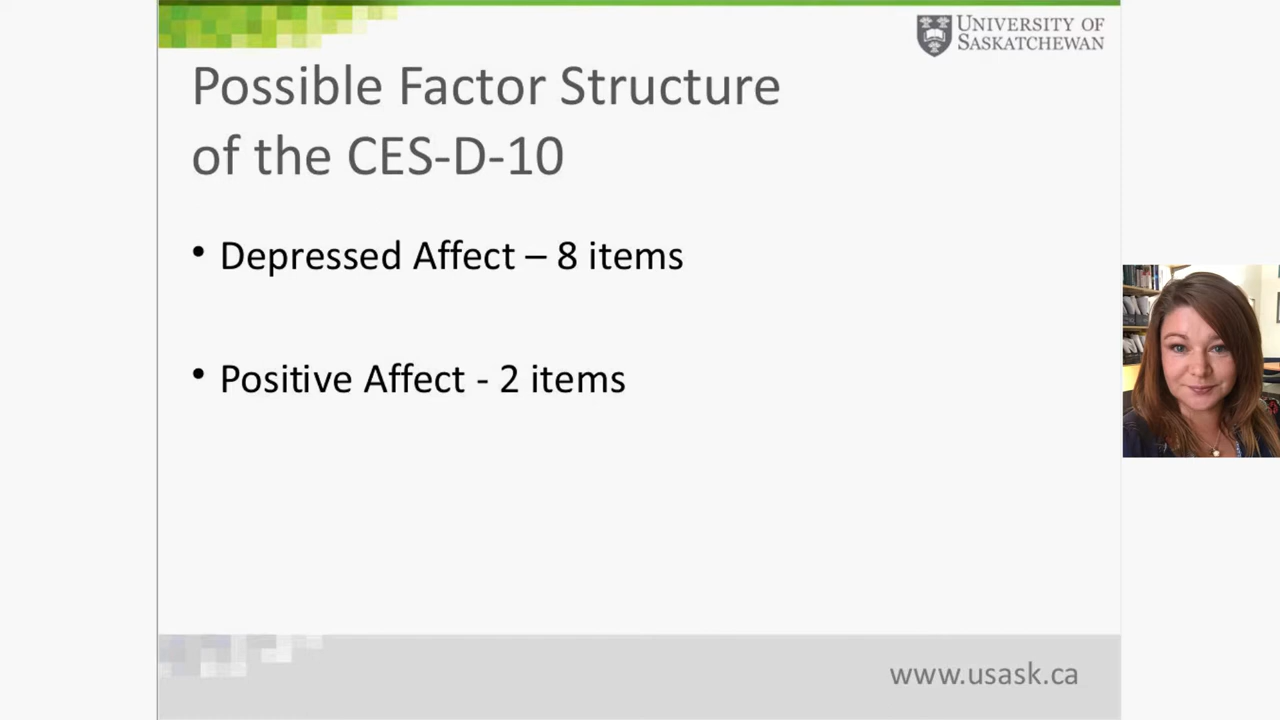 UNIVERSITY OF
SASKATCHEWAN
Possible Factor Structure
of the CES-D-10
• Depressed Affect – 8 items
• Positive Affect - 2 items
www.usask.ca